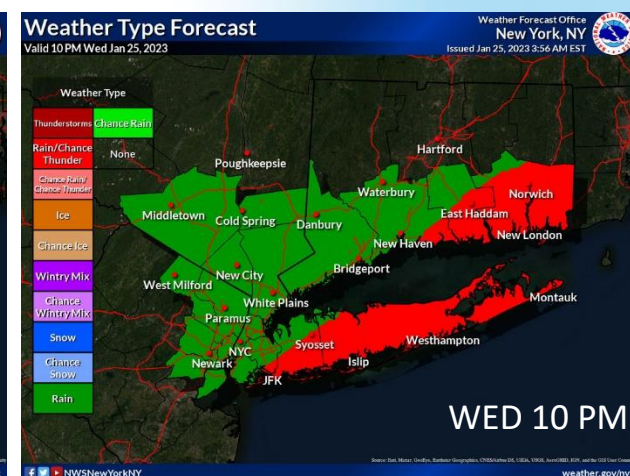 Weather Type Forecast
Valid 10 PM Wed Jan 25, 2023
Weather Forecast Office
New York, NY
Issued Jan 25, 2023 3:56 AM EST
Weather Type
Thunderstorms
Chance Rain
Rain/Chance
Thunder
None
Chance Rain/
Chance Thunder
Ice
Chance Ice
Wintry Mix
Chance
Wintry Mix
Snow
Chance
Snow
Rain
Poughkeepsie
Hartford
Waterbury
Norwich
Middletown
Cold Spring
Danbury
East Haddam
New Haven
New London
Bridgeport
New City
West Milford
White Plains
Montauk
Paramus
NYC
Syosset
Westhampton
Newark
Islip
JFK
WED 10 PM
NWSNewYorkNY
weather.gov/ny